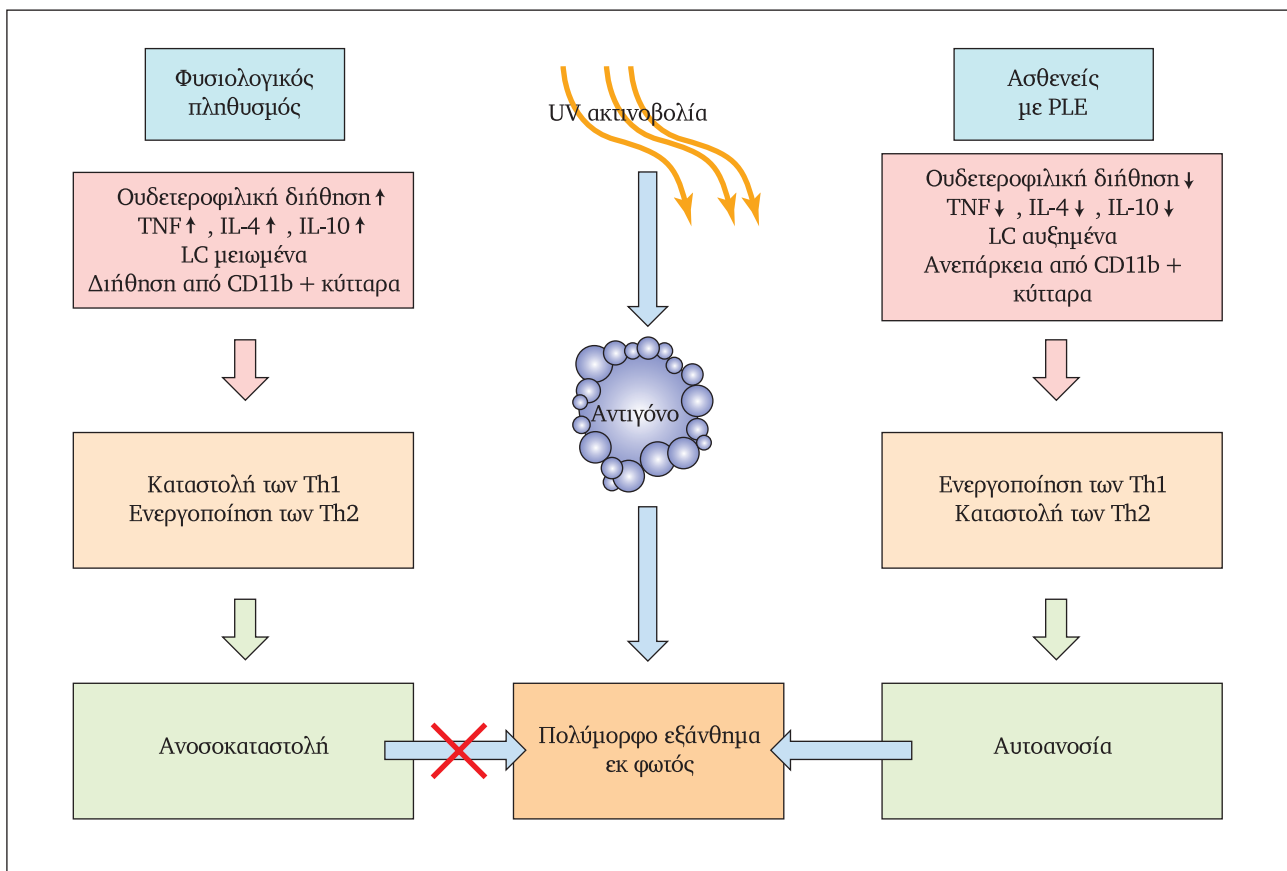 Φυσιολογικός
πληθυσμός
Ουδετεροφιλική διήθηση ↑
TNF ↑ , IL-4 ↑ , IL-10 ↑
LC μειωμένα
Διήθηση από CD11b + κύτταρα
Καταστολή των Th1
Ενεργοποίηση των Th2
Ανοσοκαταστολή
UV ακτινοβολία
Αντιγόνο
Πολύμορφο εξάνθημα
εκ φωτός
Ασθενείς
με PLE
Ουδετεροφιλική διήθηση ↓
TNF ↓ , IL-4 ↓ , IL-10 ↓
LC αυξημένα
Ανεπάρκεια από CD11b +
κύτταρα
Ενεργοποίηση των Th1
Καταστολή των Th2
Αυτοανοσία